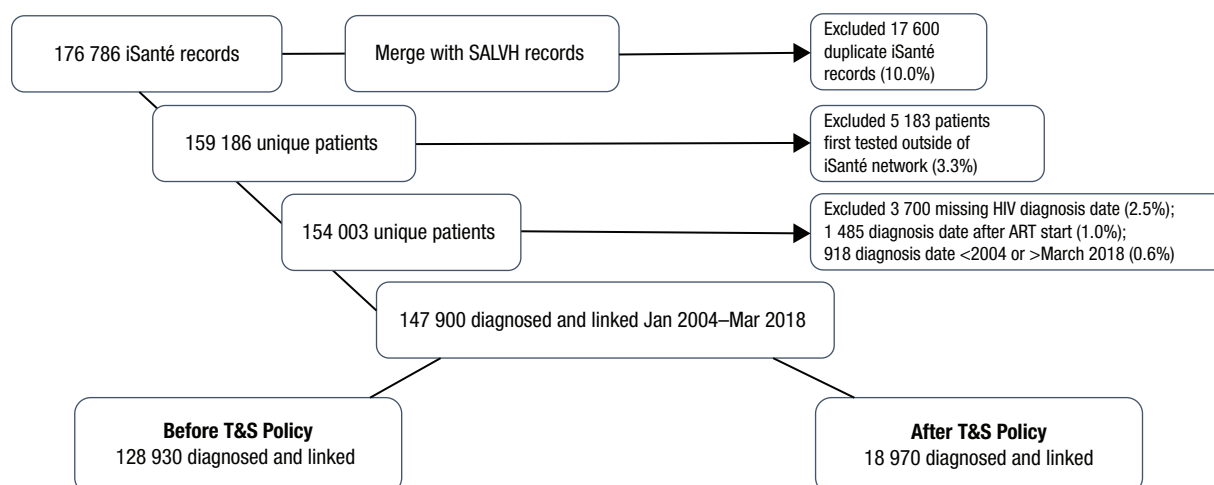 176 786 iSanté records
Merge with SALVH records
Excluded 17 600
duplicate iSanté
records (10.0%)
159 186 unique patients
Excluded 5 183 patients
first tested outside of
iSanté network (3.3%)
154 003 unique patients
Excluded 3 700 missing HIV diagnosis date (2.5%);
1 485 diagnosis date after ART start (1.0%);
918 diagnosis date <2004 or >March 2018 (0.6%)
147 900 diagnosed and linked Jan 2004–Mar 2018
Before T&S Policy
128 930 diagnosed and linked
After T&S Policy
18 970 diagnosed and linked